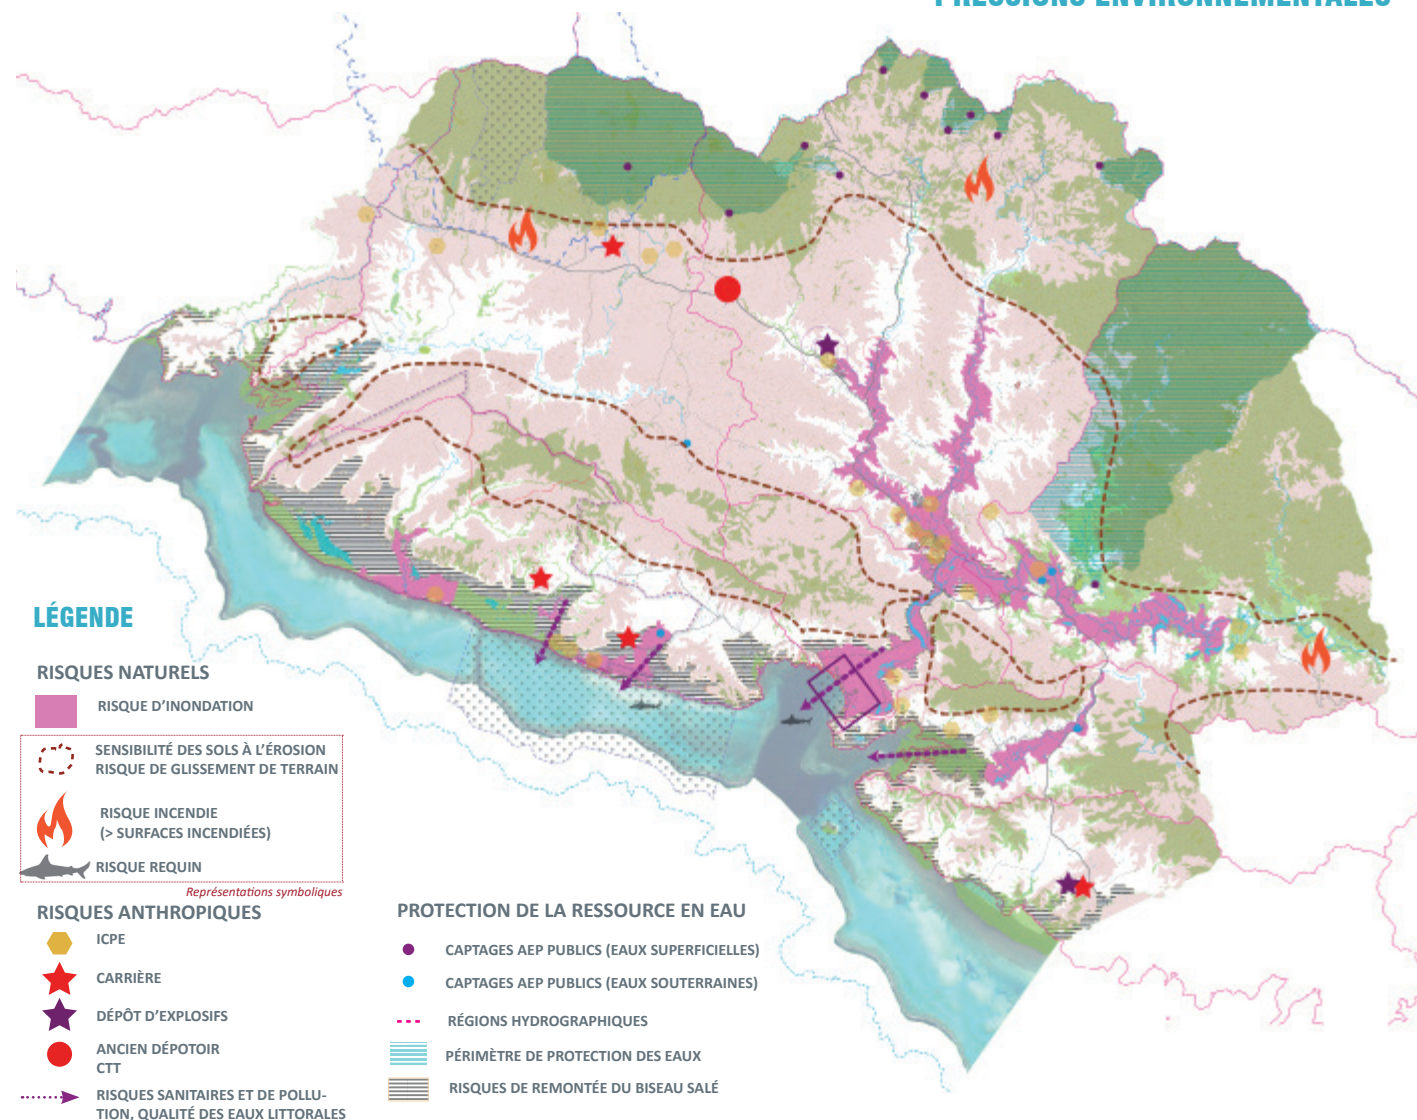 PRESSIONS ENVIRONNEMENTALES
LÉGENDE
RISQUES NATURELS
RISQUE D'INONDATION
SENSIBILITÉ DES SOLS À L'ÉROSION
RISQUE DE GLISSEMENT DE TERRAIN
RISQUE INCENDIE
(> SURFACES INCENDIÉES)
RISQUE REQUIN
Représentations symboliques
RISQUES ANTHROPIQUES
ICPE
CARRIÈRE
DÉPÔT D'EXPLOSIFS
ANCIEN DÉPOTOIR
CTT
RISQUES SANITAIRES ET DE POLLU-
TION, QUALITÉ DES EAUX LITTORALES
PROTECTION DE LA RESSOURCE EN EAU
CAPTAGES AEP PUBLICS (EAUX SUPERFICIELLES)
CAPTAGES AEP PUBLICS (EAUX SOUTERRAINES)
RÉGIONS HYDROGRAPHIQUES
PÉRIMÈTRE DE PROTECTION DES EAUX
RISQUES DE REMONTÉE DU BISEAU SALÉ